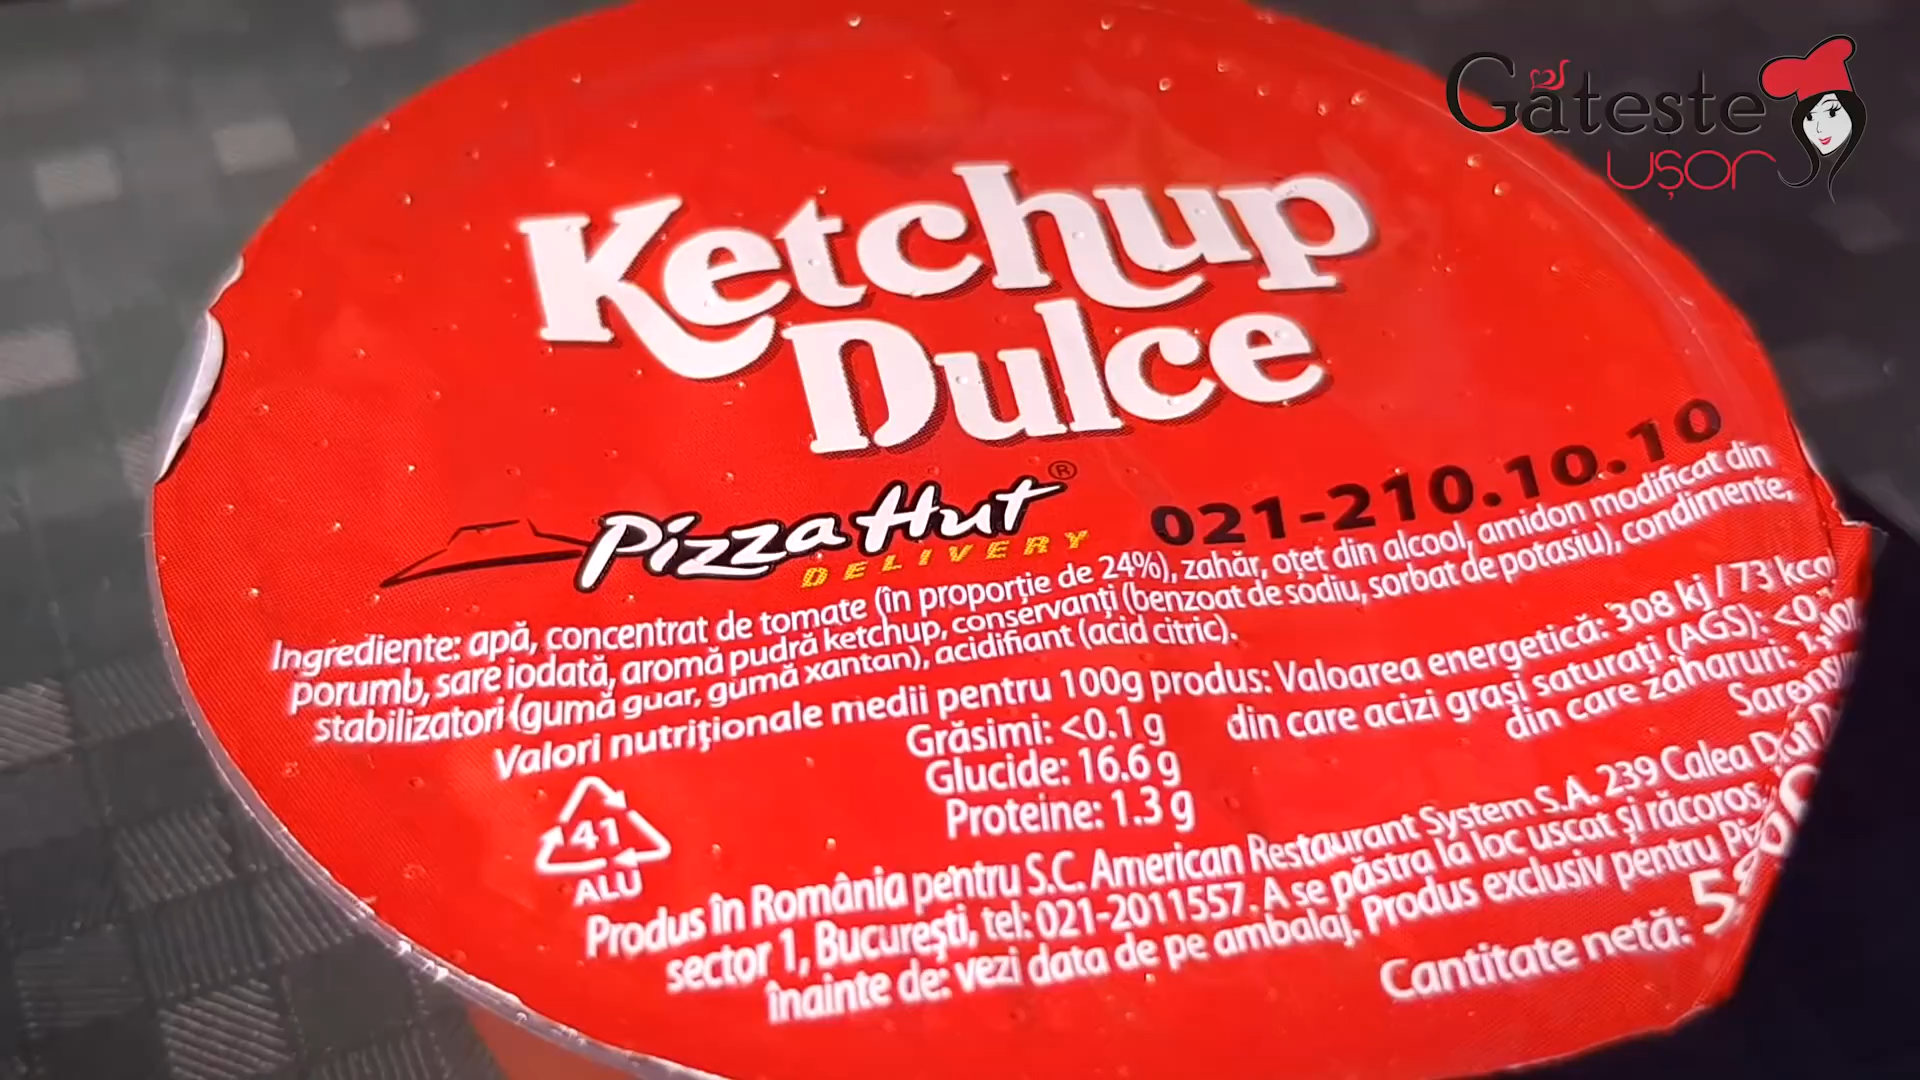 Gătește
ușor
Ketchup
Dulce
Pizza Hut®
DELIVERY
021-210.10.10
Ingrediente: apă, concentrat de tomate (în proporție de 24%), zahăr, oțet din alcool, amidon modificat din
porumb, sare iodată, aromă pudră ketchup, conservanți (benzoat de sodiu, sorbat de potasiu), condimente,
stabilizatori (gumă guar, gumă xantan), acidifiant (acid citric).
Valori nutriționale medii pentru 100g produs: Valoarea energetică: 308 kj / 73 kcal
Grăsimi: <0.1 g din care acizi grași saturați (AGS):
Glucide: 16.6 g din care zaharuri:
Proteine: 1.3 g
41
ALU
Produs în România pentru S.C. American Restaurant System S.A. 239 Calea
sector 1, București, tel: 021-2011557. A se păstra la loc uscat și răcoros.
înainte de: vezi data de pe ambalaj. Produs exclusiv pentru
Cantitate netă: